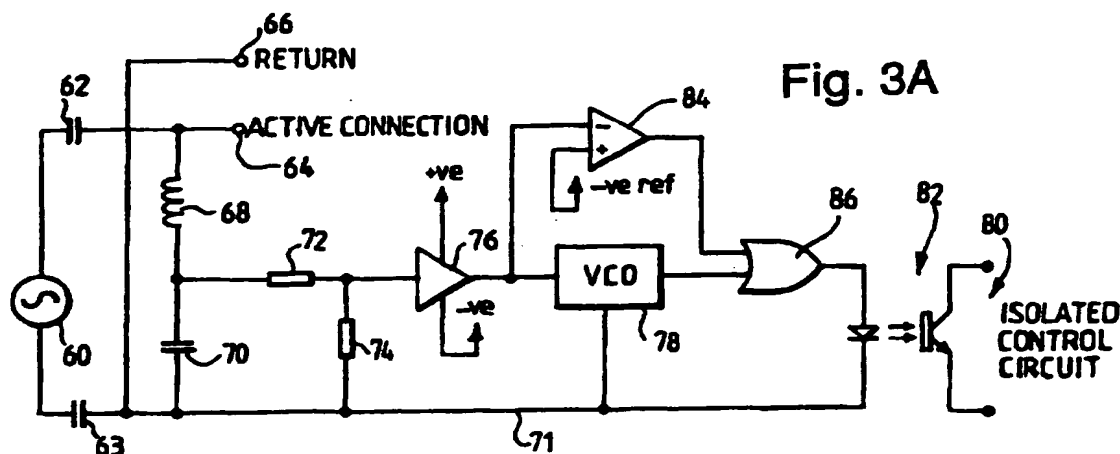 66
RETURN
Fig. 3A
62
84
ACTIVE CONNECTION
64
+ve
-
+
-ve ref
68
86
82
80
72
76
VCO
-ve
ISOLATED
CONTROL
CIRCUIT
60
70
74
78
63
71